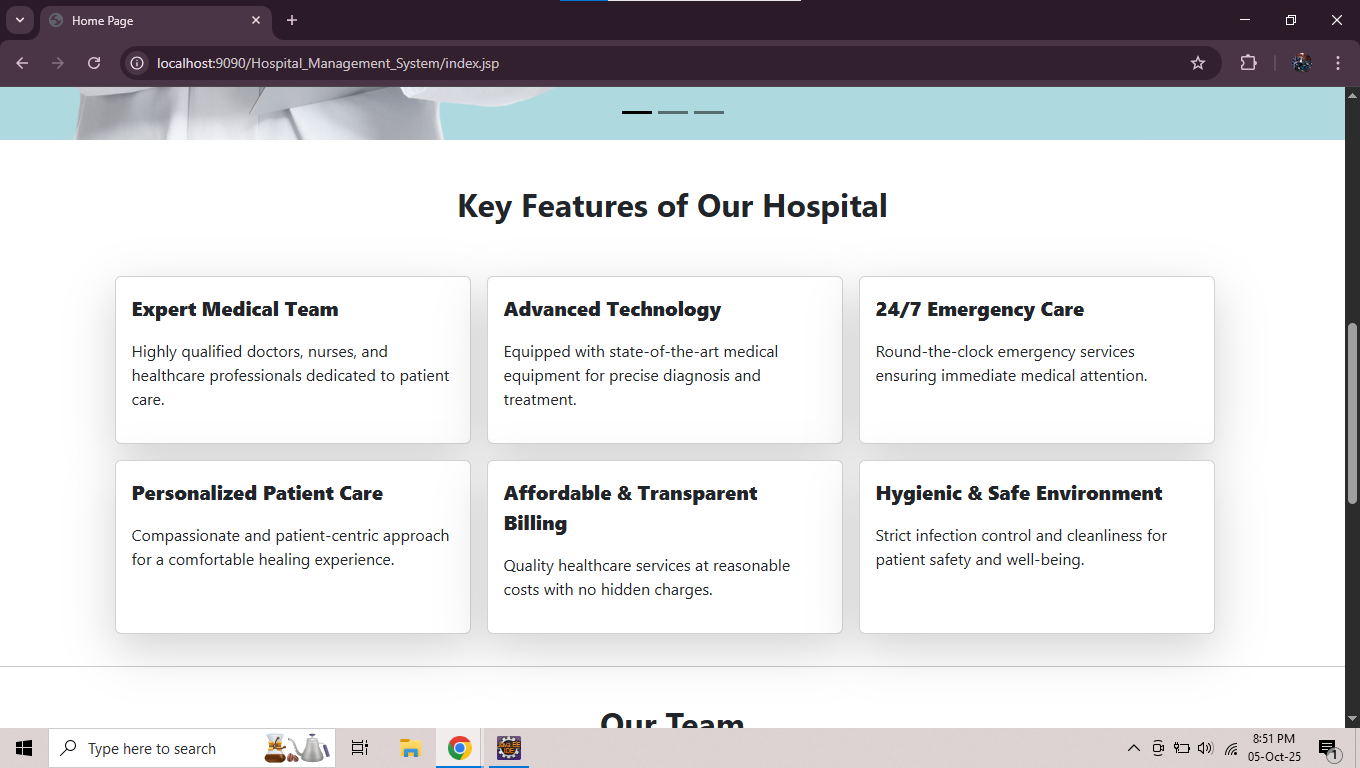 Home Page
localhost:9090/Hospital_Management_System/index.jsp
Key Features of Our Hospital
Expert Medical Team
Highly qualified doctors, nurses, and
healthcare professionals dedicated to patient
care.
Advanced Technology
Equipped with state-of-the-art medical
equipment for precise diagnosis and
treatment.
24/7 Emergency Care
Round-the-clock emergency services
ensuring immediate medical attention.
Personalized Patient Care
Compassionate and patient-centric approach
for a comfortable healing experience.
Affordable & Transparent
Billing
Quality healthcare services at reasonable
costs with no hidden charges.
Hygienic & Safe Environment
Strict infection control and cleanliness for
patient safety and well-being.
Our Team
Type here to search
8:51 PM
05-Oct-25
1